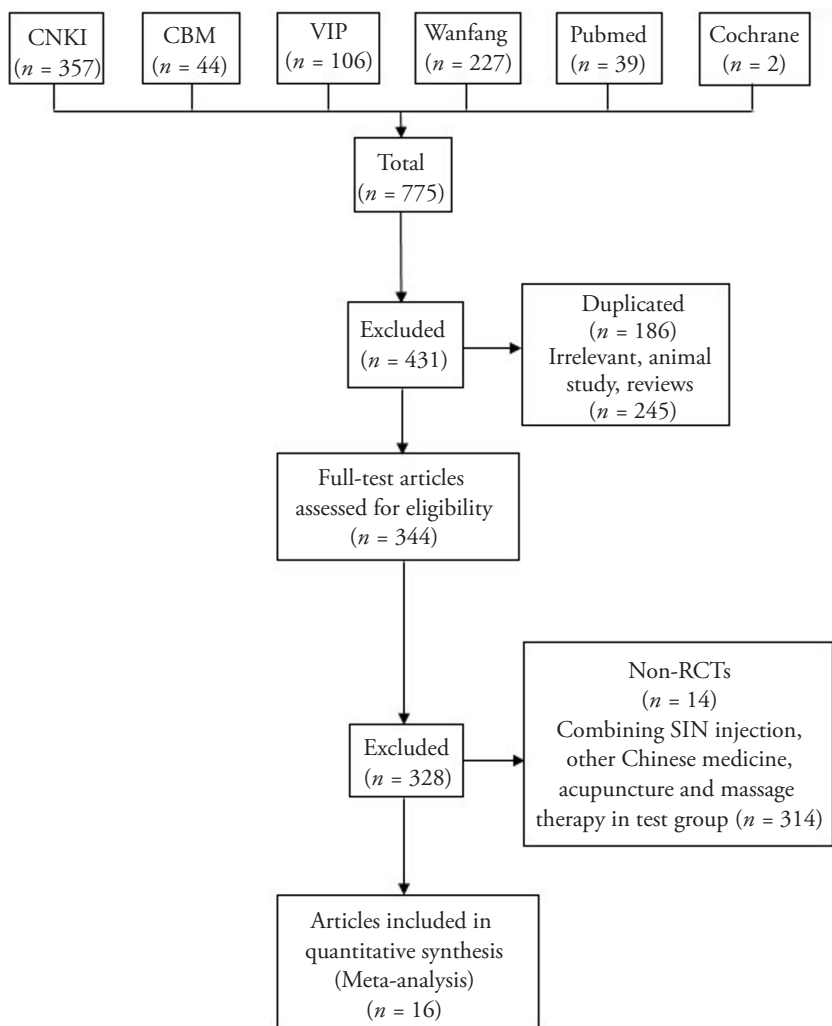 CNKI
(n = 357)
CBM
(n = 44)
VIP
(n = 106)
Wanfang
(n = 227)
Pubmed
(n = 39)
Cochrane
(n = 2)
Total
(n = 775)
Excluded
(n = 431)
Duplicated
(n = 186)
Irrelevant, animal
study, reviews
(n = 245)
Full-test articles
assessed for eligibility
(n = 344)
Excluded
(n = 328)
Non-RCTs
(n = 14)
Combining SIN injection,
other Chinese medicine,
acupuncture and massage
therapy in test group (n = 314)
Articles included in
quantitative synthesis
(Meta-analysis)
(n = 16)